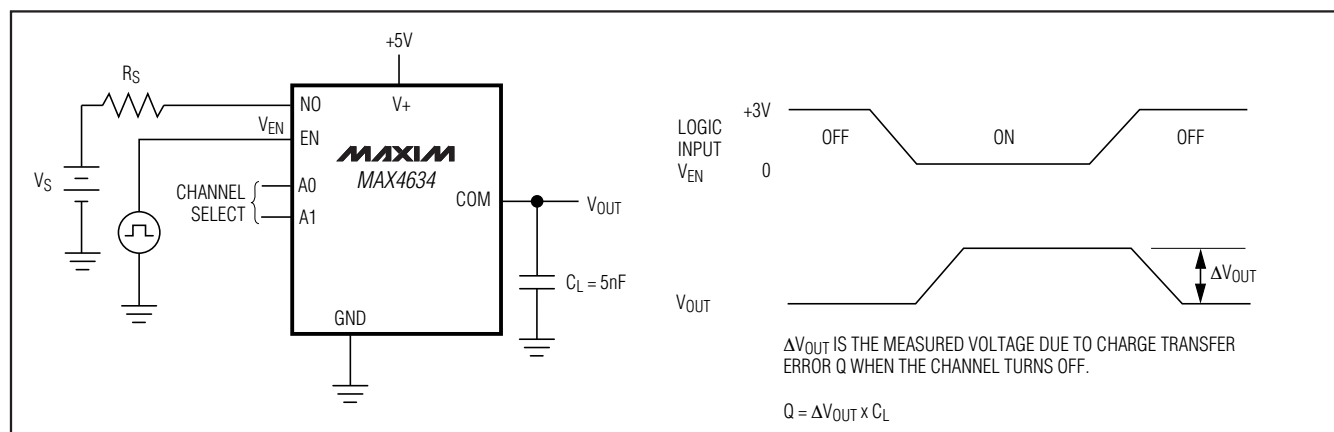 +5V
RS
NO
V+
VEN
EN
MAXIM
MAX4634
VS
CHANNEL
SELECT
A0
A1
COM
VOUT
CL = 5nF
GND
LOGIC
INPUT
VEN
+3V
0
OFF
ON
OFF
VOUT
ΔVOUT
ΔVOUT IS THE MEASURED VOLTAGE DUE TO CHARGE TRANSFER
ERROR Q WHEN THE CHANNEL TURNS OFF.
Q = ΔVOUT x CL